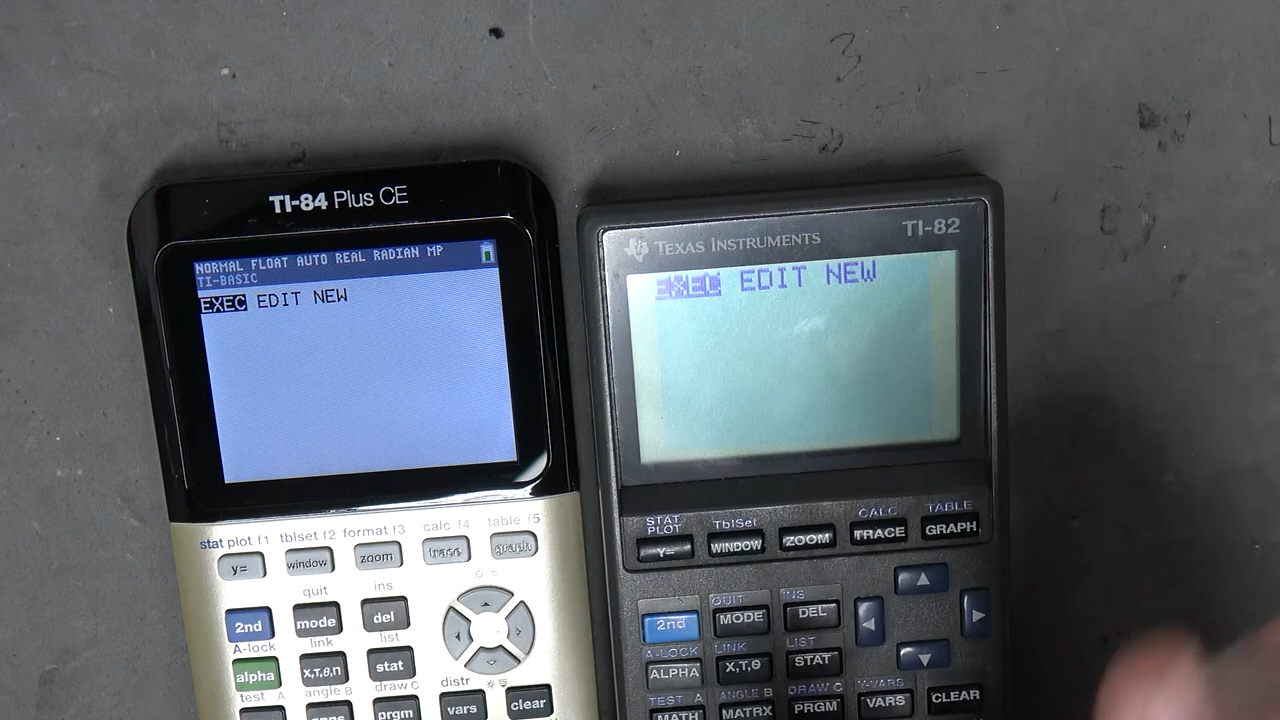 TI-84 Plus CE
NORMAL FLOAT AUTO REAL RADIAN MP
TI-BASIC
EXEC EDIT NEW
stat plot f1 tblset f2 format f3 calc f4 table f5
y= window zoom trace graph
quit ins
2nd mode del
A-lock link list
alpha X,T,θ,n stat
test A angle B draw C distr
apps prgm vars clear
TEXAS INSTRUMENTS TI-82
EXEC EDIT NEW
STAT PLOT TblSet CALC TABLE
Y= WINDOW ZOOM TRACE GRAPH
QUIT INS
2nd MODE DEL
A-LOCK LINK LIST
ALPHA X,T,θ STAT
TEST A ANGLE B DRAW C Y-VARS
MATH MATRX PRGM VARS CLEAR